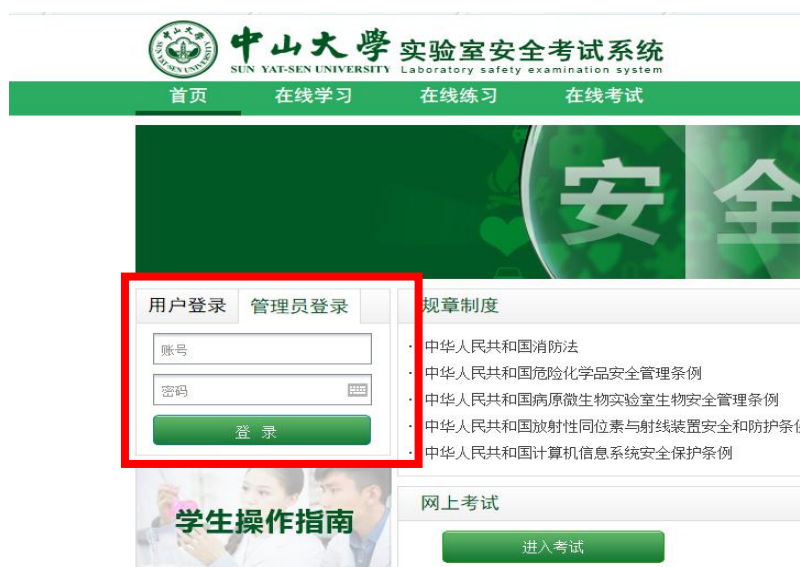 中山大學 实验室安全考试系统
SUN YAT-SEN UNIVERSITY Laboratory safety examination system
首页 在线学习 在线练习 在线考试
安 全
用户登录 管理员登录
账号
密码
登 录
规章制度
· 中华人民共和国消防法
· 中华人民共和国危险化学品安全管理条例
· 中华人民共和国病原微生物实验室生物安全管理条例
· 中华人民共和国放射性同位素与射线装置安全和防护条
· 中华人民共和国计算机信息系统安全保护条例
学生操作指南
网上考试
进入考试